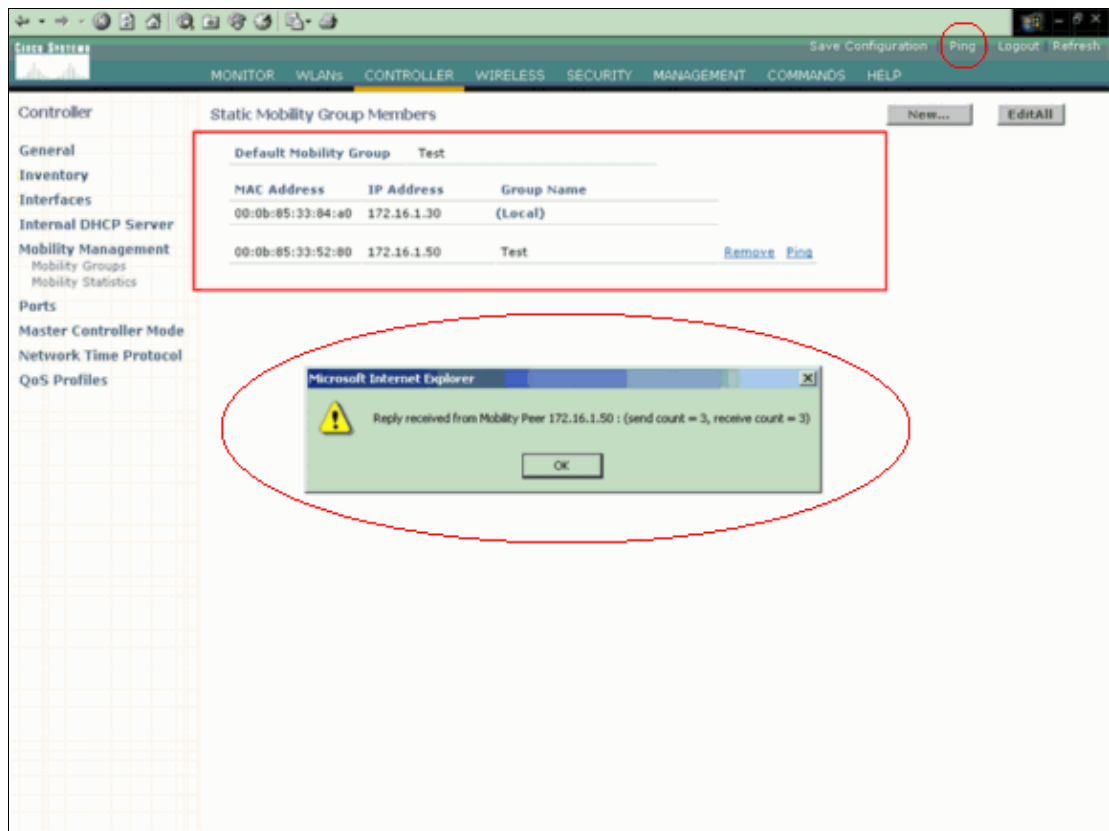 CISCO SYSTEMS
Save Configuration Ping Logout Refresh
MONITOR WLANs CONTROLLER WIRELESS SECURITY MANAGEMENT COMMANDS HELP
Controller
General
Inventory
Interfaces
Internal DHCP Server
Mobility Management
Mobility Groups
Mobility Statistics
Ports
Master Controller Mode
Network Time Protocol
QoS Profiles
Static Mobility Group Members
New... EditAll
Default Mobility Group Test
MAC Address IP Address Group Name
00:0b:85:33:84:a0 172.16.1.30 (Local)
00:0b:85:33:52:80 172.16.1.50 Test Remove Ping
Microsoft Internet Explorer
Reply received from Mobility Peer 172.16.1.50 : (send count = 3, receive count = 3)
OK